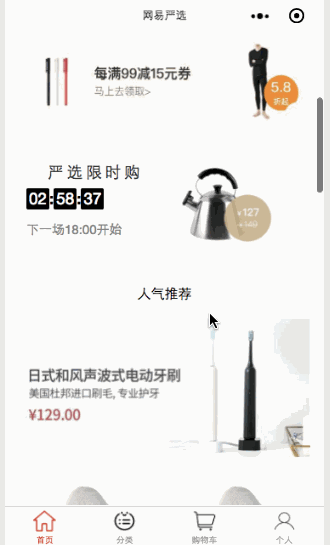 网易严选
每满99减15元券
马上去领取>
5.8
折起
严选限时购
02:58:37
下一场18:00开始
¥127
¥149
人气推荐
日式和风声波式电动牙刷
美国杜邦进口刷毛, 专业护牙
¥129.00
首页
分类
购物车
个人